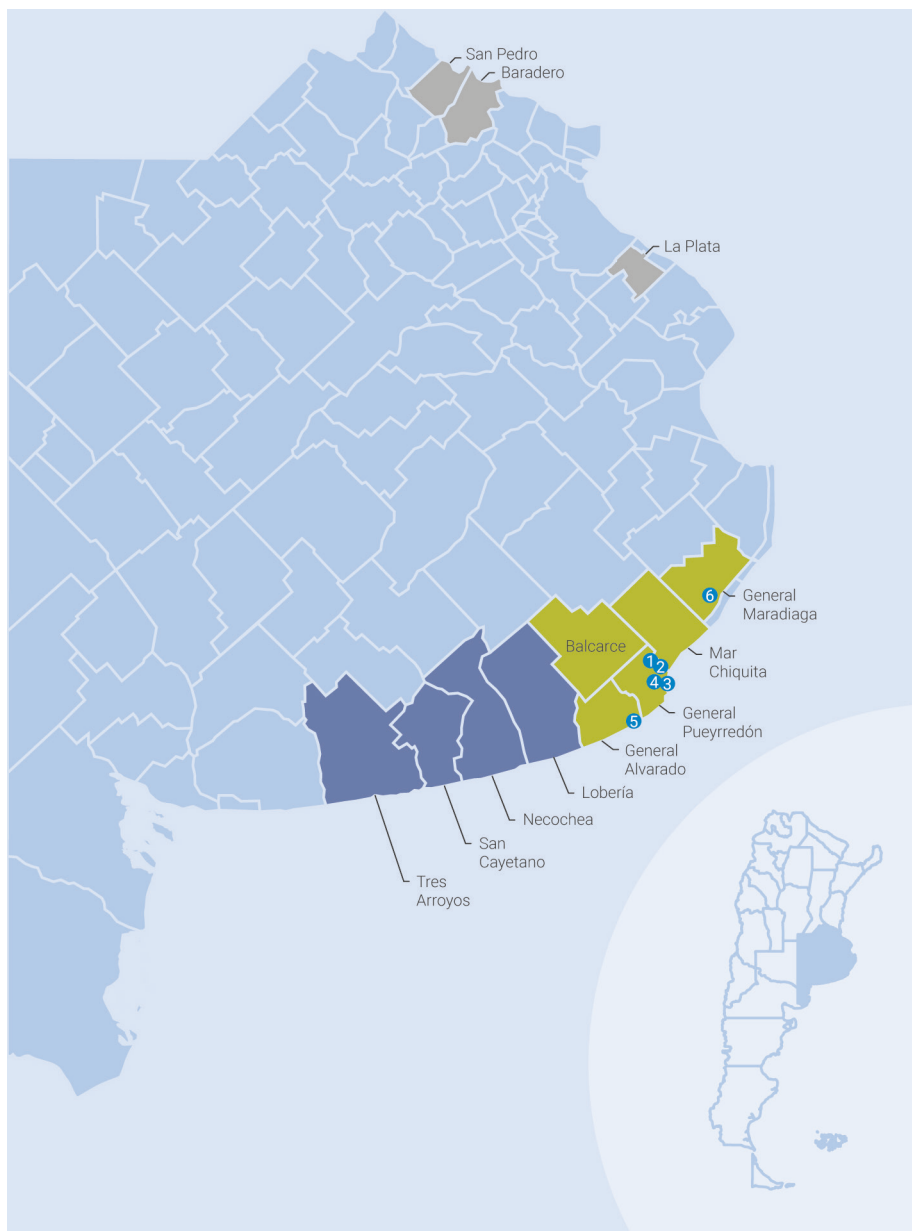 San Pedro
Baradero
La Plata
6
General
Maradiaga
Balcarce
1
2
Mar
Chiquita
4
3
5
General
Pueyrredón
General
Alvarado
Lobería
Necochea
San
Cayetano
Tres
Arroyos